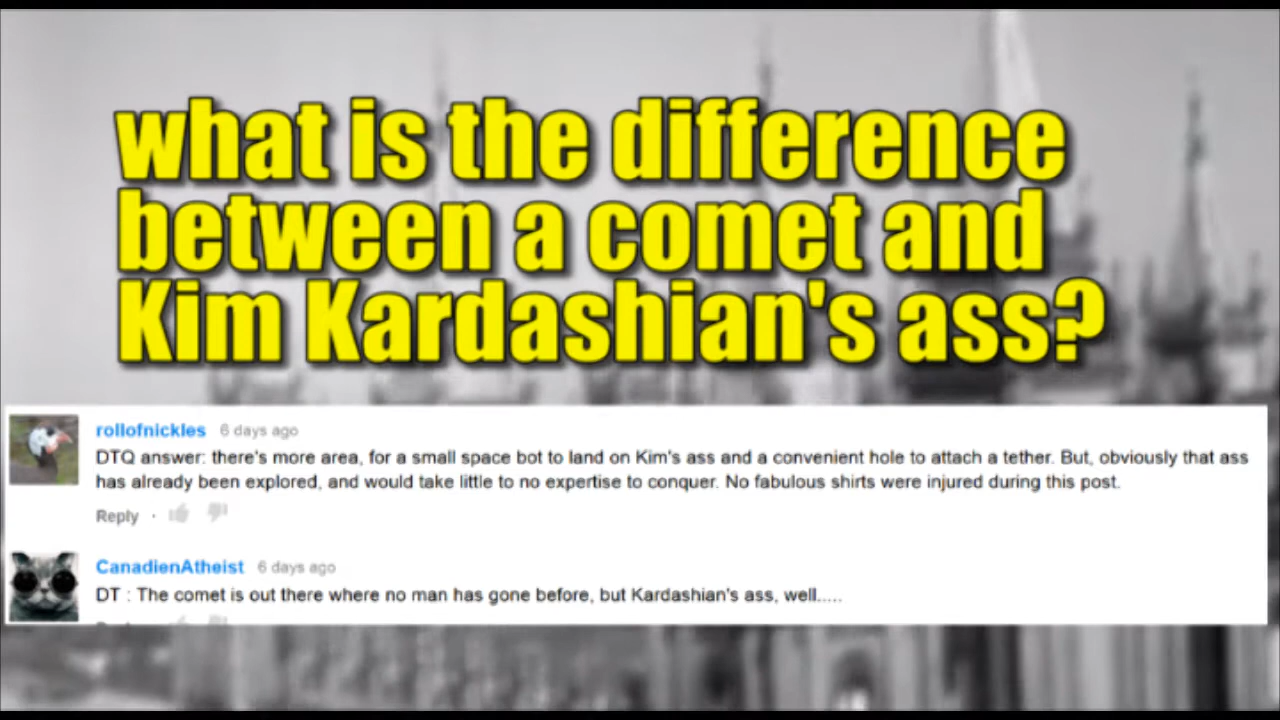 what is the difference
between a comet and
Kim Kardashian's ass?
rollofnickles 6 days ago
DTQ answer: there's more area, for a small space bot to land on Kim's ass and a convenient hole to attach a tether. But, obviously that ass
has already been explored, and would take little to no expertise to conquer. No fabulous shirts were injured during this post.
Reply ·
CanadienAtheist 6 days ago
DT : The comet is out there where no man has gone before, but Kardashian's ass, well.....